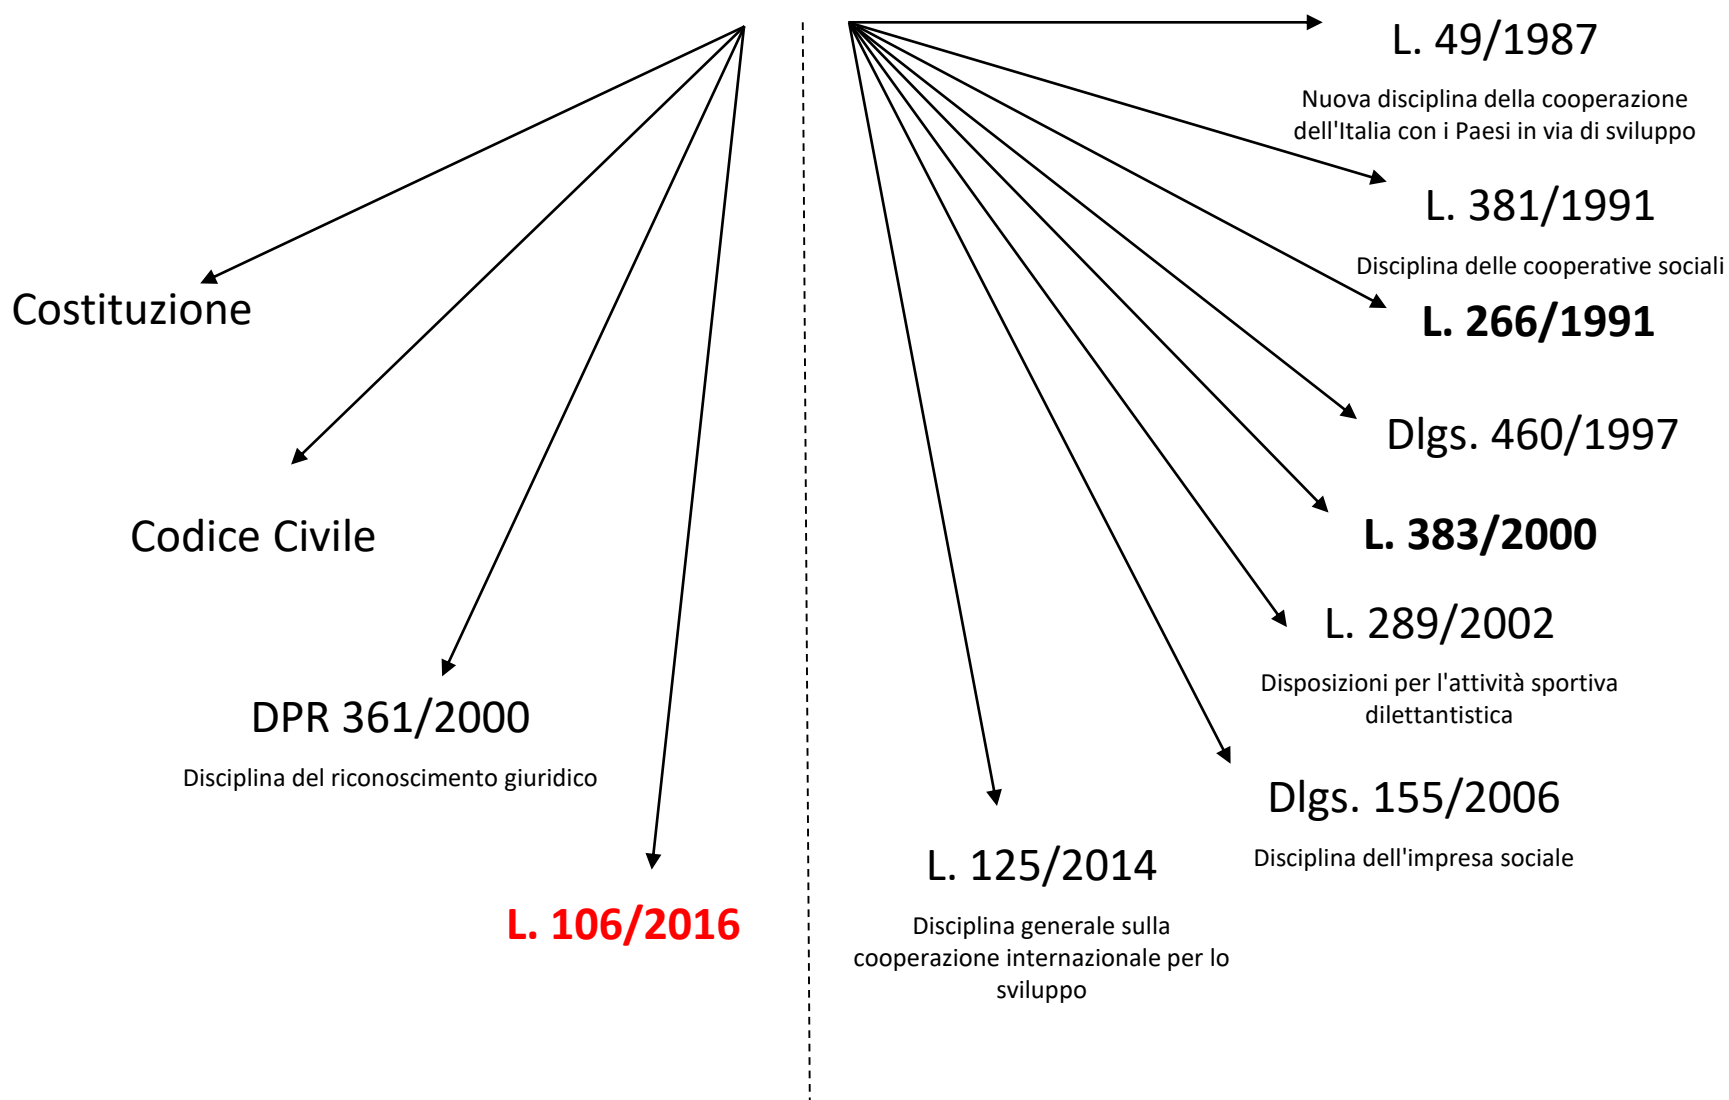 Costituzione
Codice Civile
DPR 361/2000
Disciplina del riconoscimento giuridico
L. 106/2016
L. 49/1987
Nuova disciplina della cooperazione
dell'Italia con i Paesi in via di sviluppo
L. 381/1991
Disciplina delle cooperative sociali
L. 266/1991
Dlgs. 460/1997
L. 383/2000
L. 289/2002
Disposizioni per l'attività sportiva
dilettantistica
Dlgs. 155/2006
Disciplina dell'impresa sociale
L. 125/2014
Disciplina generale sulla
cooperazione internazionale per lo
sviluppo